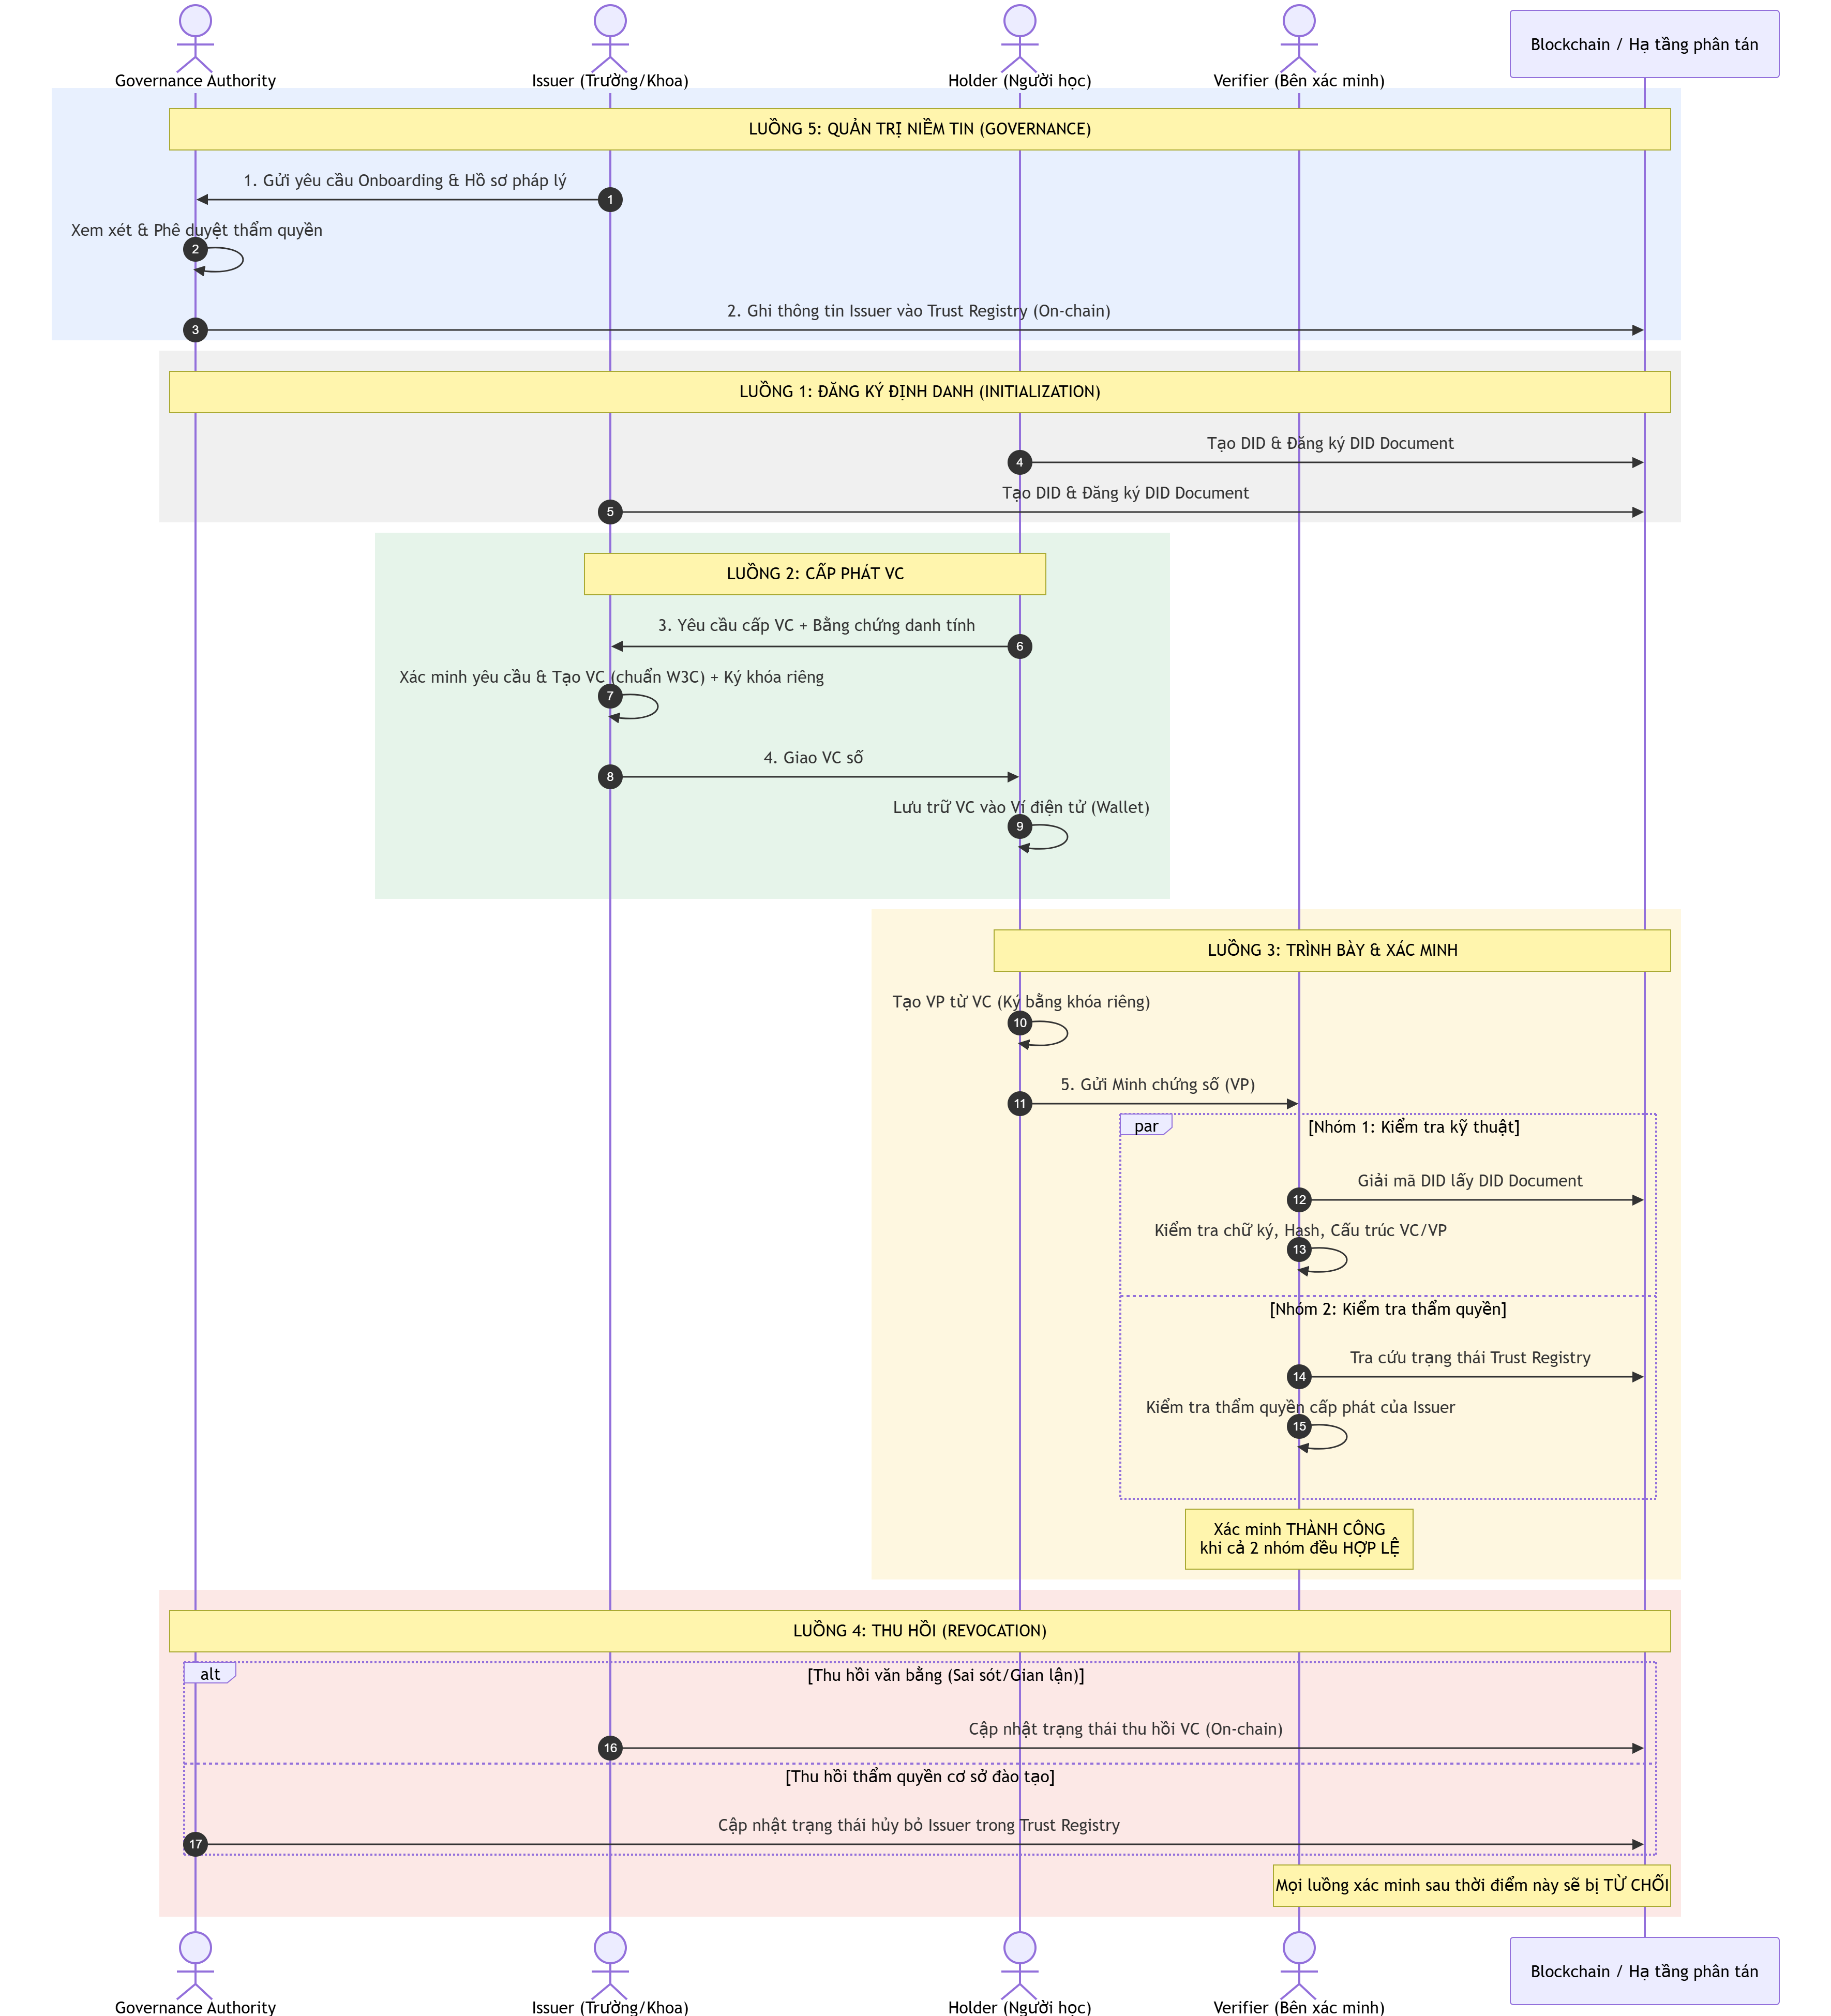 Governance Authority
Issuer (Trường/Khoa)
Holder (Người học)
Verifier (Bên xác minh)
Blockchain / Hạ tầng phân tán
LUỒNG 5: QUẢN TRỊ NIỀM TIN (GOVERNANCE)
1. Gửi yêu cầu Onboarding & Hồ sơ pháp lý
1
Xem xét & Phê duyệt thẩm quyền
2
2. Ghi thông tin Issuer vào Trust Registry (On-chain)
3
LUỒNG 1: ĐĂNG KÝ ĐỊNH DANH (INITIALIZATION)
Tạo DID & Đăng ký DID Document
4
Tạo DID & Đăng ký DID Document
5
LUỒNG 2: CẤP PHÁT VC
3. Yêu cầu cấp VC + Bằng chứng danh tính
6
Xác minh yêu cầu & Tạo VC (chuẩn W3C) + Ký khóa riêng
7
4. Giao VC số
8
Lưu trữ VC vào Ví điện tử (Wallet)
9
LUỒNG 3: TRÌNH BÀY & XÁC MINH
Tạo VP từ VC (Ký bằng khóa riêng)
10
5. Gửi Minh chứng số (VP)
11
par
[Nhóm 1: Kiểm tra kỹ thuật]
Giải mã DID lấy DID Document
12
Kiểm tra chữ ký, Hash, Cấu trúc VC/VP
13
[Nhóm 2: Kiểm tra thẩm quyền]
Tra cứu trạng thái Trust Registry
14
Kiểm tra thẩm quyền cấp phát của Issuer
15
Xác minh THÀNH CÔNG
khi cả 2 nhóm đều HỢP LỆ
LUỒNG 4: THU HỒI (REVOCATION)
alt
[Thu hồi văn bằng (Sai sót/Gian lận)]
Cập nhật trạng thái thu hồi VC (On-chain)
16
[Thu hồi thẩm quyền cơ sở đào tạo]
Cập nhật trạng thái hủy bỏ Issuer trong Trust Registry
17
Mọi luồng xác minh sau thời điểm này sẽ bị TỪ CHỐI
Governance Authority
Issuer (Trường/Khoa)
Holder (Người học)
Verifier (Bên xác minh)
Blockchain / Hạ tầng phân tán